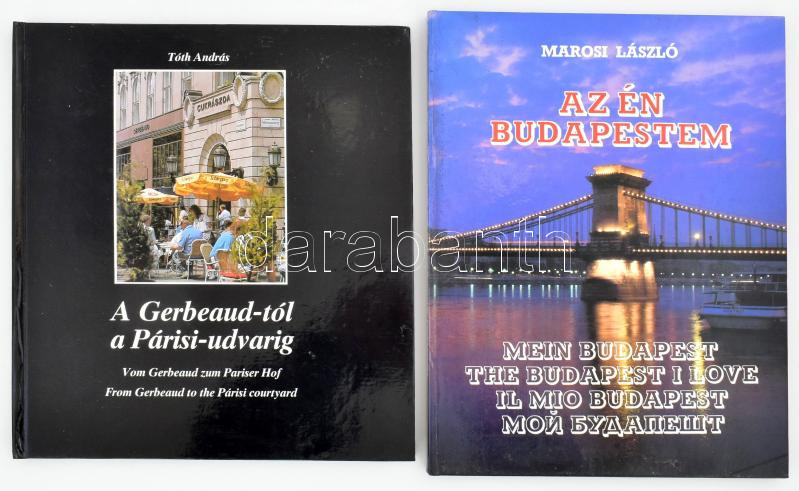 Tóth András
CUKRÁSZDA
A Gerbeaud-tól
a Párisi-udvarig
Vom Gerbeaud zum Pariser Hof
From Gerbeaud to the Párisi courtyard
MAROSI LÁSZLÓ
AZ ÉN
BUDAPESTEM
MEIN BUDAPEST
THE BUDAPEST I LOVE
IL MIO BUDAPEST
МОЙ БУДАПЕШТ
darabanth